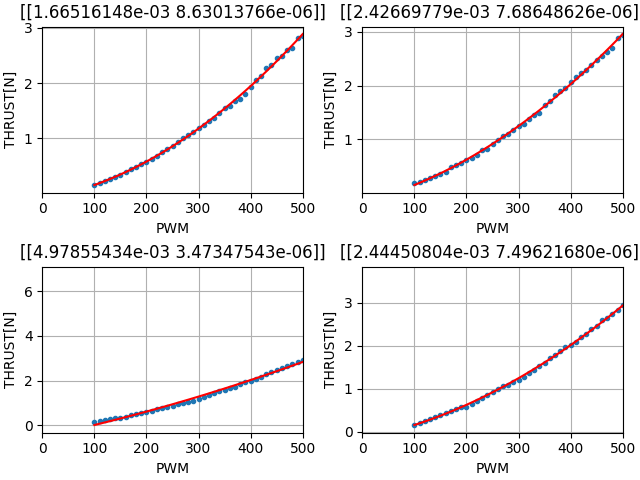 [[1.66516148e-03 8.63013766e-06]]
[[2.42669779e-03 7.68648626e-06]
3
2
1
THRUST[N]
0 100 200 300 400 500
PWM
3
2
1
THRUST[N]
0 100 200 300 400 500
PWM
[[4.97855434e-03 3.47347543e-06]]
[[2.44450804e-03 7.49621680e-06]
6
4
2
0
THRUST[N]
0 100 200 300 400 500
PWM
3
2
1
0
THRUST[N]
0 100 200 300 400 500
PWM